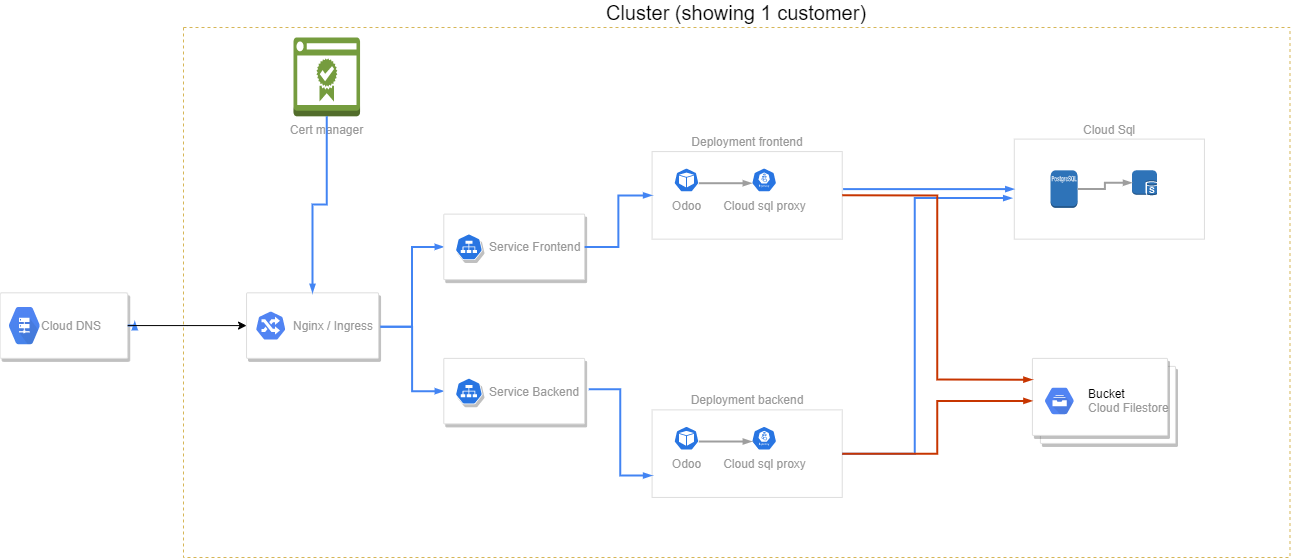 Cluster (showing 1 customer)
Cert manager
Cloud DNS
Nginx / Ingress
Service Frontend
Service Backend
Deployment frontend
Odoo
Cloud sql proxy
Deployment backend
Odoo
Cloud sql proxy
Cloud Sql
PostgreSQL
S
Bucket
Cloud Filestore